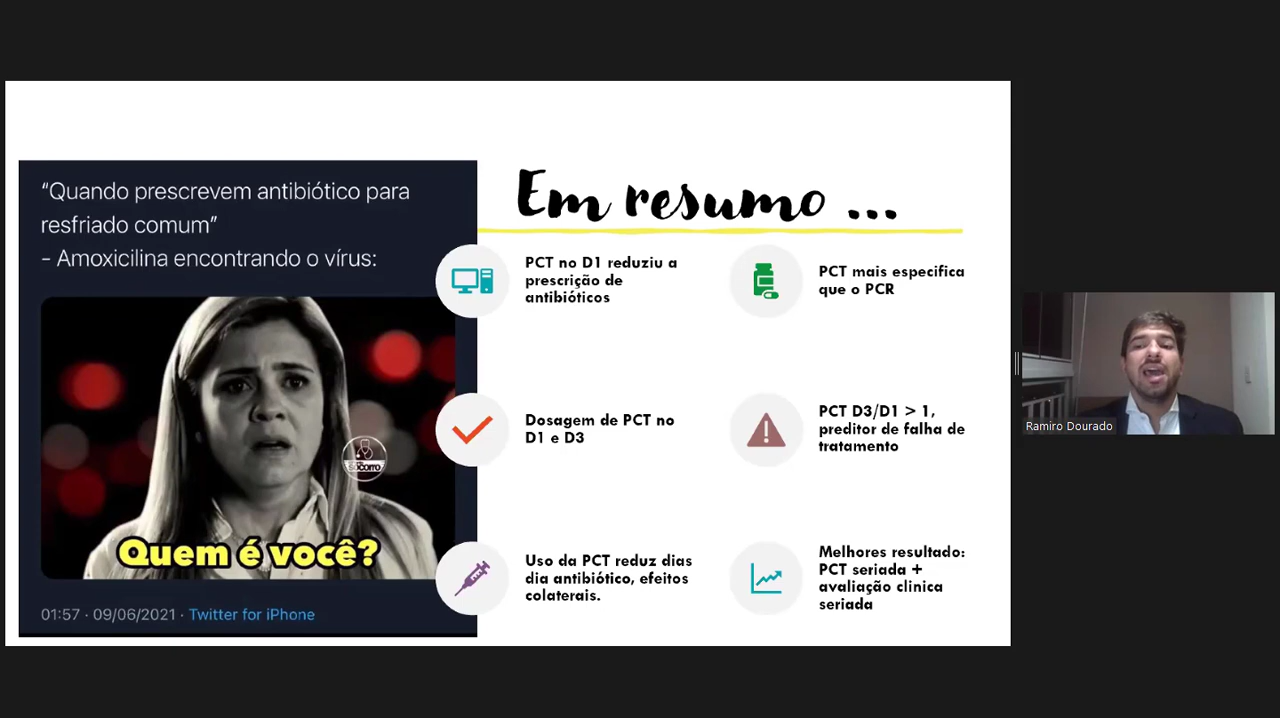 “Quando prescrevem antibiótico para
resfriado comum”
- Amoxicilina encontrando o vírus:
socorro
Quem é você?
01:57 · 09/06/2021 · Twitter for iPhone
Em resumo ...
PCT no D1 reduziu a
prescrição de
antibióticos
PCT mais especifica
que o PCR
Dosagem de PCT no
D1 e D3
PCT D3/D1 > 1,
preditor de falha de
tratamento
Uso da PCT reduz dias
dia antibiótico, efeitos
colaterais.
Melhores resultado:
PCT seriada +
avaliação clinica
seriada
Ramiro Dourado